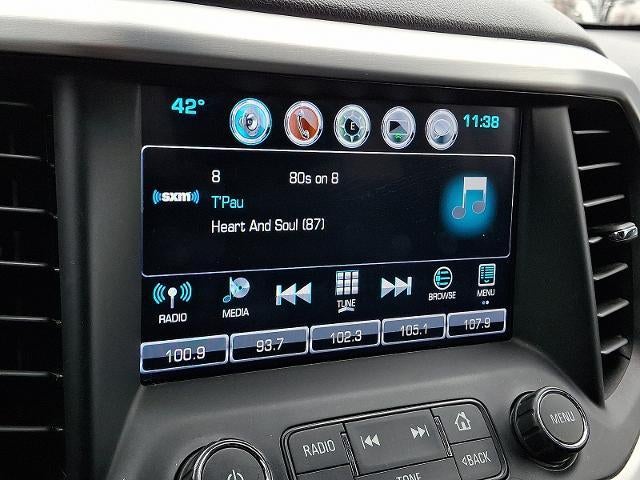 42° E 11:38
8 80s on 8
((sxm))
T'Pau
Heart And Soul (87)
RADIO MEDIA TUNE BROWSE MENU
100.9 93.7 102.3 105.1 107.9
RADIO MENU
<BACK
TONE